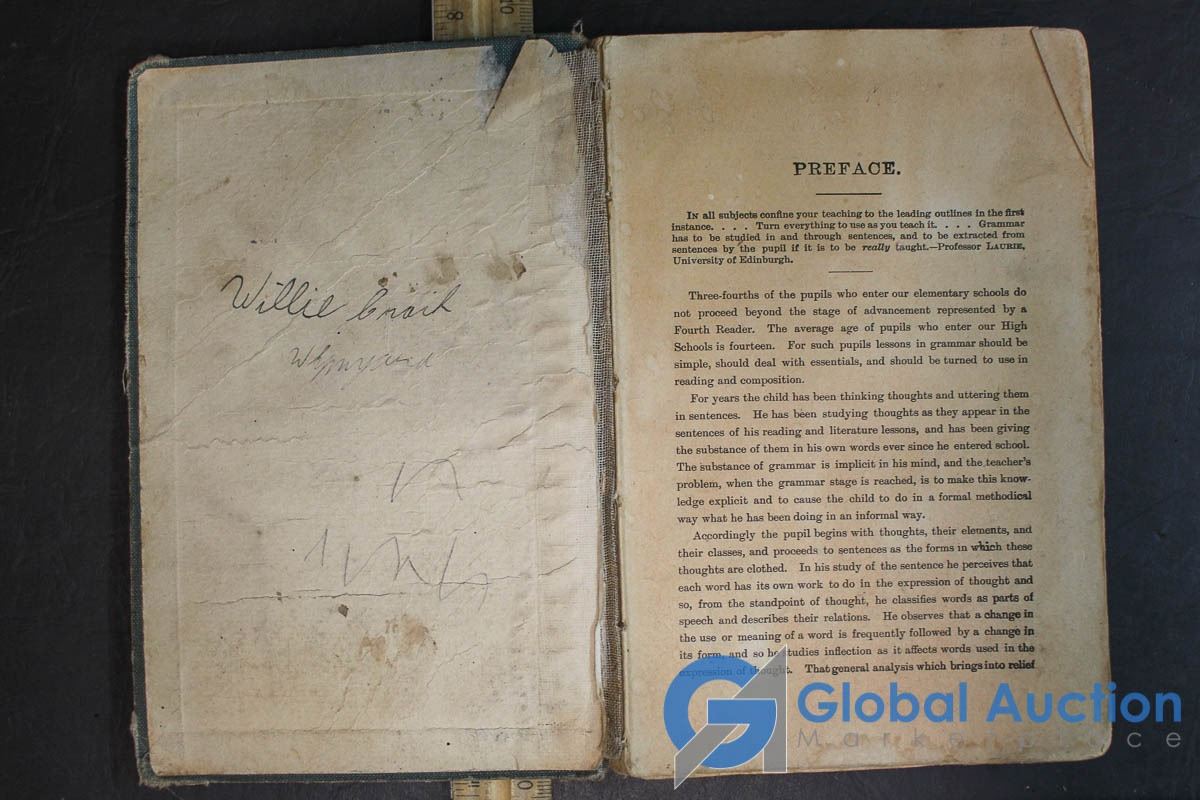 8
10
Willie Craik
Wynyard
PREFACE.
IN all subjects confine your teaching to the leading outlines in the first
instance. . . . Turn everything to use as you teach it. . . . Grammar
has to be studied in and through sentences, and to be extracted from
sentences by the pupil if it is to be really taught.—Professor LAURIE,
University of Edinburgh.
Three-fourths of the pupils who enter our elementary schools do
not proceed beyond the stage of advancement represented by a
Fourth Reader. The average age of pupils who enter our High
Schools is fourteen. For such pupils lessons in grammar should be
simple, should deal with essentials, and should be turned to use in
reading and composition.
For years the child has been thinking thoughts and uttering them
in sentences. He has been studying thoughts as they appear in the
sentences of his reading and literature lessons, and has been giving
the substance of them in his own words ever since he entered school.
The substance of grammar is implicit in his mind, and the teacher's
problem, when the grammar stage is reached, is to make this know-
ledge explicit and to cause the child to do in a formal methodical
way what he has been doing in an informal way.
Accordingly the pupil begins with thoughts, their elements, and
their classes, and proceeds to sentences as the forms in which these
thoughts are clothed. In his study of the sentence he perceives that
each word has its own work to do in the expression of thought and
so, from the standpoint of thought, he classifies words as parts of
speech and describes their relations. He observes that a change in
the use or meaning of a word is frequently followed by a change in
its form, and so he studies inflection as it affects words used in the
expression of thought. That general analysis which brings into relief
Global Auction
Marketplace